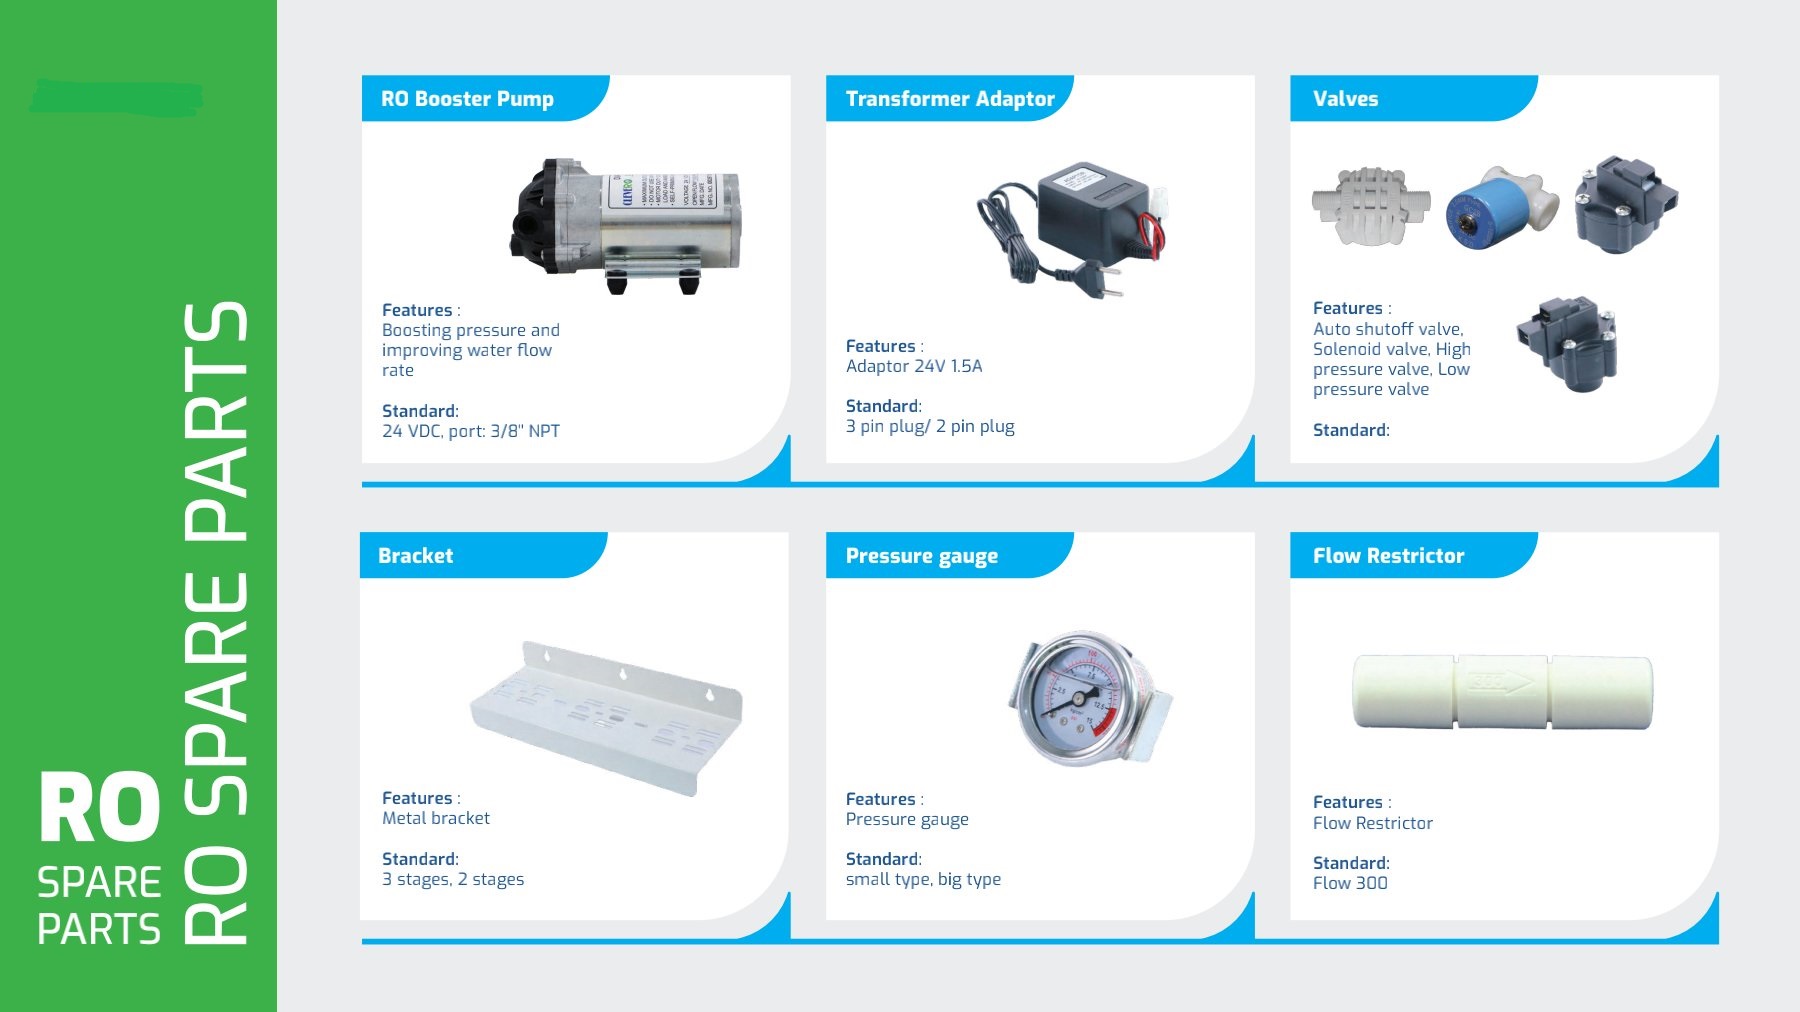 RO
SPARE
PARTS
RO SPARE PARTS
RO Booster Pump
CLEVERO
Features :
Boosting pressure and
improving water flow
rate
Standard:
24 VDC, port: 3/8" NPT
Transformer Adaptor
Features :
Adaptor 24V 1.5A
Standard:
3 pin plug/ 2 pin plug
Valves
Features :
Auto shutoff valve,
Solenoid valve, High
pressure valve, Low
pressure valve
Standard:
Bracket
Features :
Metal bracket
Standard:
3 stages, 2 stages
Pressure gauge
Features :
Pressure gauge
Standard:
small type, big type
Flow Restrictor
300
Features :
Flow Restrictor
Standard:
Flow 300